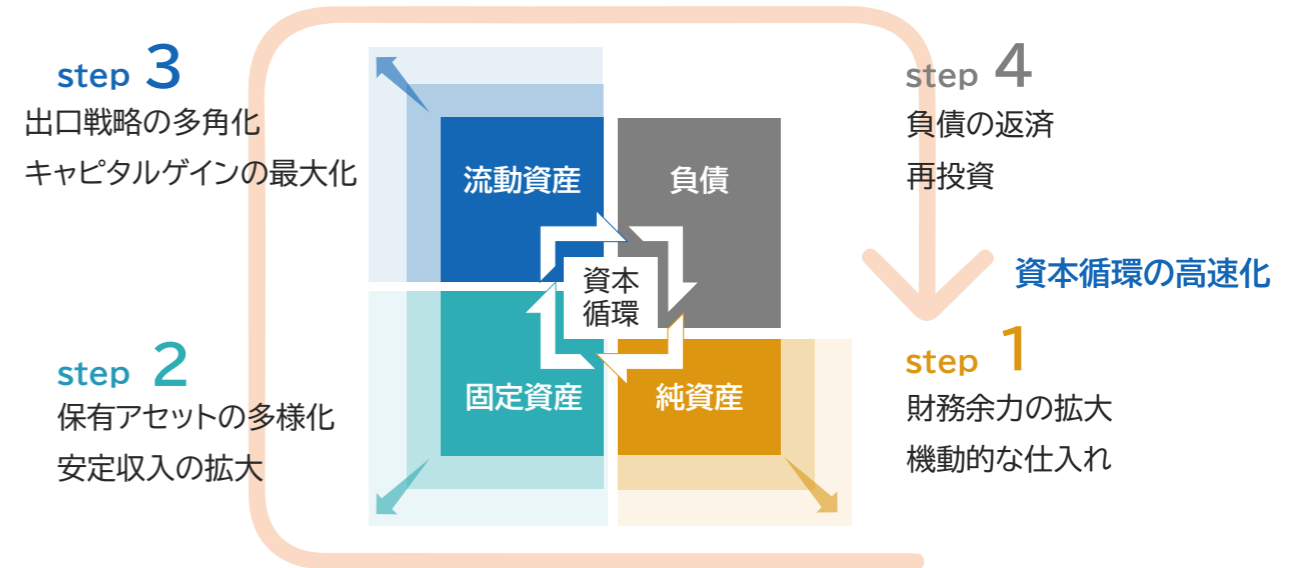 step 3
出口戦略の多角化
キャピタルゲインの最大化
step 4
負債の返済
再投資
流動資産
負債
資本
循環
資本循環の高速化
step 2
保有アセットの多様化
安定収入の拡大
固定資産
純資産
step 1
財務余力の拡大
機動的な仕入れ